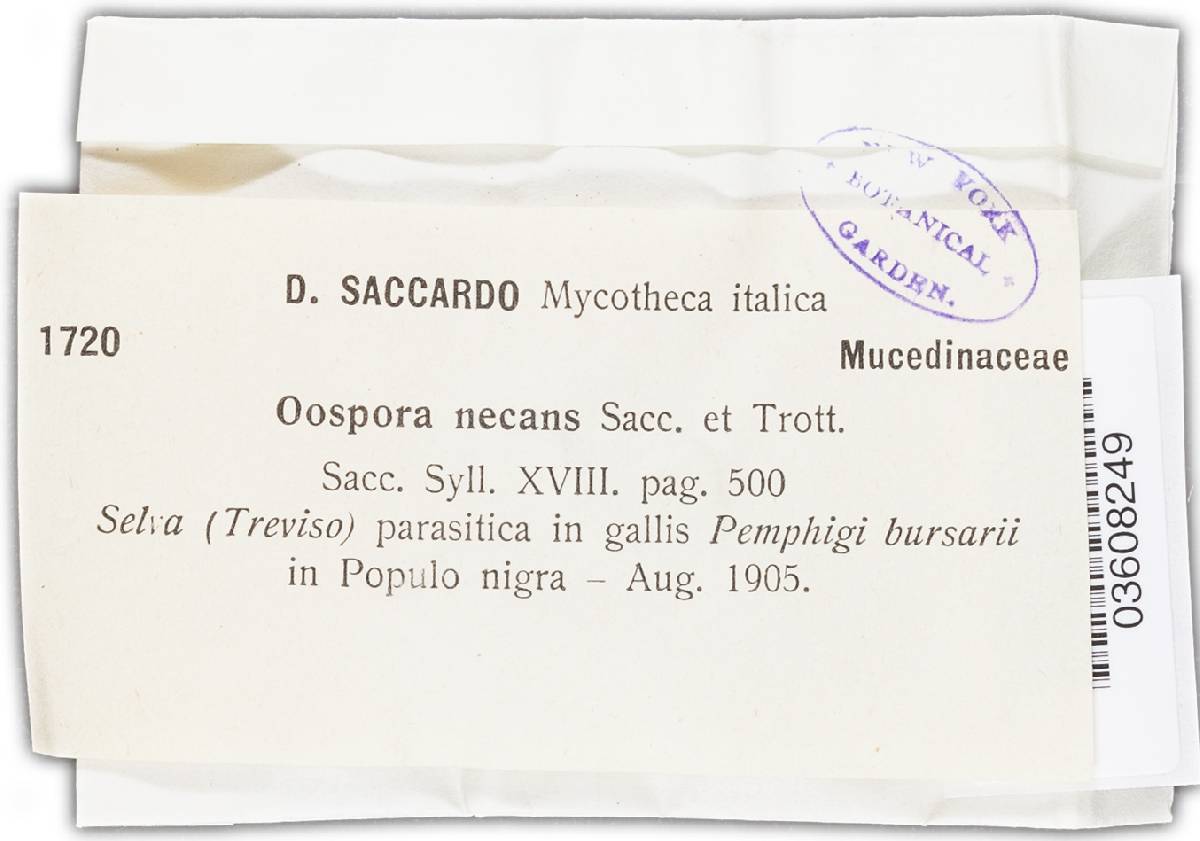 NEW YORK
BOTANICAL
GARDEN.
D. SACCARDO Mycotheca italica
1720
Mucedinaceae
Oospora necans Sacc. et Trott.
Sacc. Syll. XVIII. pag. 500
Selva (Treviso) parasitica in gallis Pemphigi bursarii
in Populo nigra – Aug. 1905.
03608249